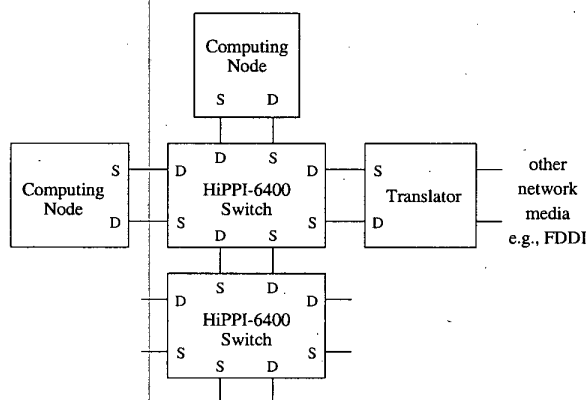 Computing
Node
S D
D S
S D D S
Computing
Node
HiPPI-6400
Switch
Translator
other
network
media
e.g., FDDI
D S S D
D S
S D
D D
HiPPI-6400
Switch
S S
S D